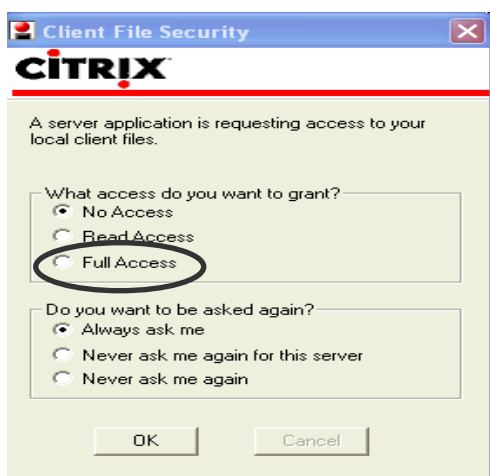 Client File Security
CİTRIX
A server application is requesting access to your
local client files.
What access do you want to grant?
No Access
Read Access
Full Access
Do you want to be asked again?
Always ask me
Never ask me again for this server
Never ask me again
OK
Cancel